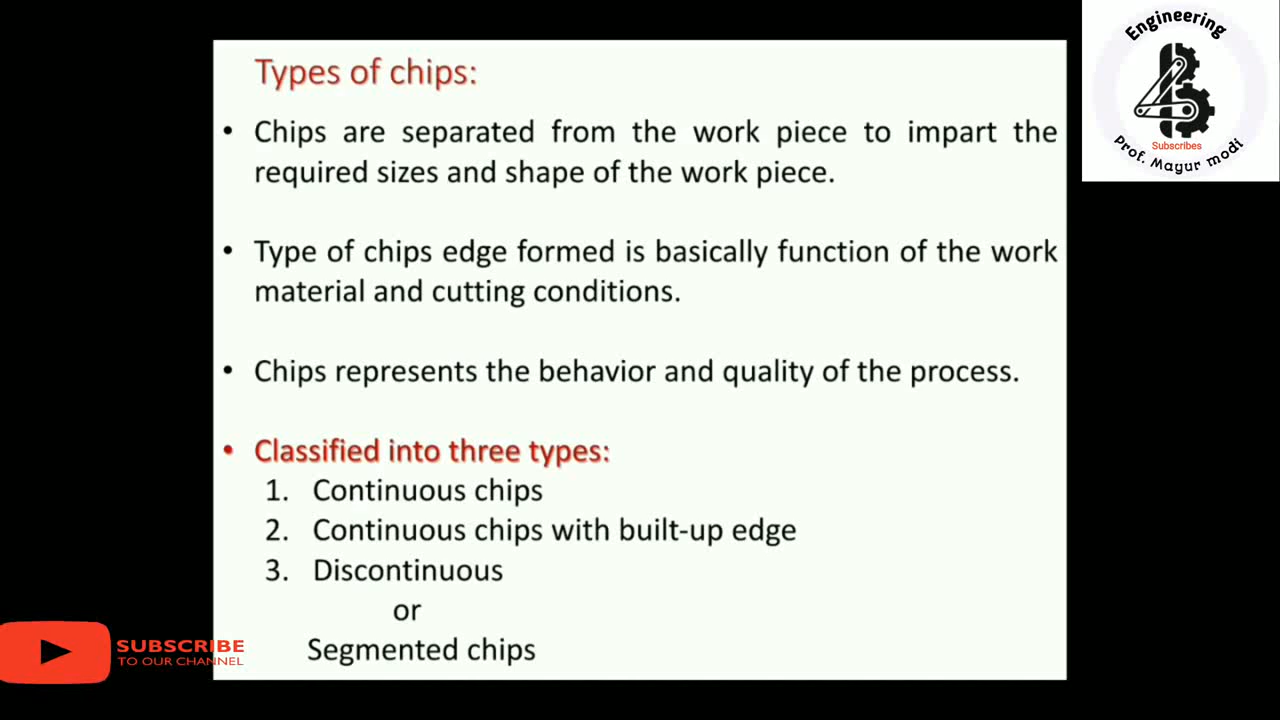 Types of chips:
• Chips are separated from the work piece to impart the
required sizes and shape of the work piece.
• Type of chips edge formed is basically function of the work
material and cutting conditions.
• Chips represents the behavior and quality of the process.
• Classified into three types:
1. Continuous chips
2. Continuous chips with built-up edge
3. Discontinuous
or
Segmented chips
Engineering
Subscribes
Prof. Mayur modi
SUBSCRIBE
TO OUR CHANNEL